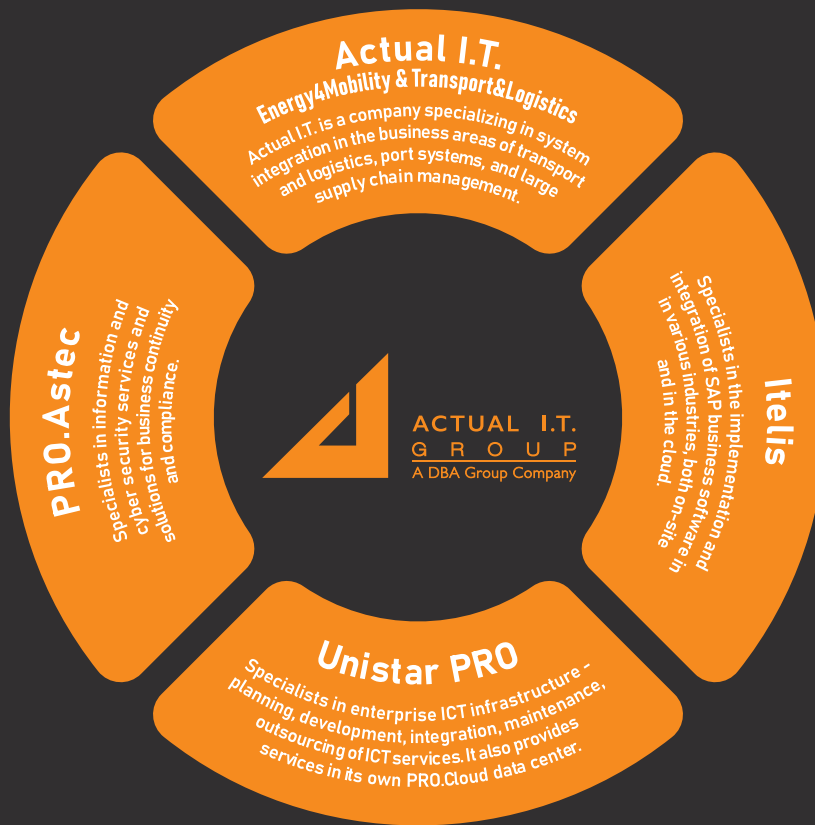 Actual I.T.
Energy4Mobility & Transport&Logistics
Actual I.T. is a company specializing in system
integration in the business areas of transport
and logistics, port systems, and large
supply chain management.
PRO.Astec
Specialists in information and
cyber security services and
solutions for business continuity
and compliance.
ACTUAL I.T.
GROUP
A DBA Group Company
Itelis
Specialists in the implementation and
integration of SAP business software in
in various industries, both on-site
and in the cloud.
Unistar PRO
Specialists in enterprise ICT infrastructure -
planning, development, integration, maintenance,
outsourcing of ICT services. It also provides
services in its own PRO.Cloud data center.